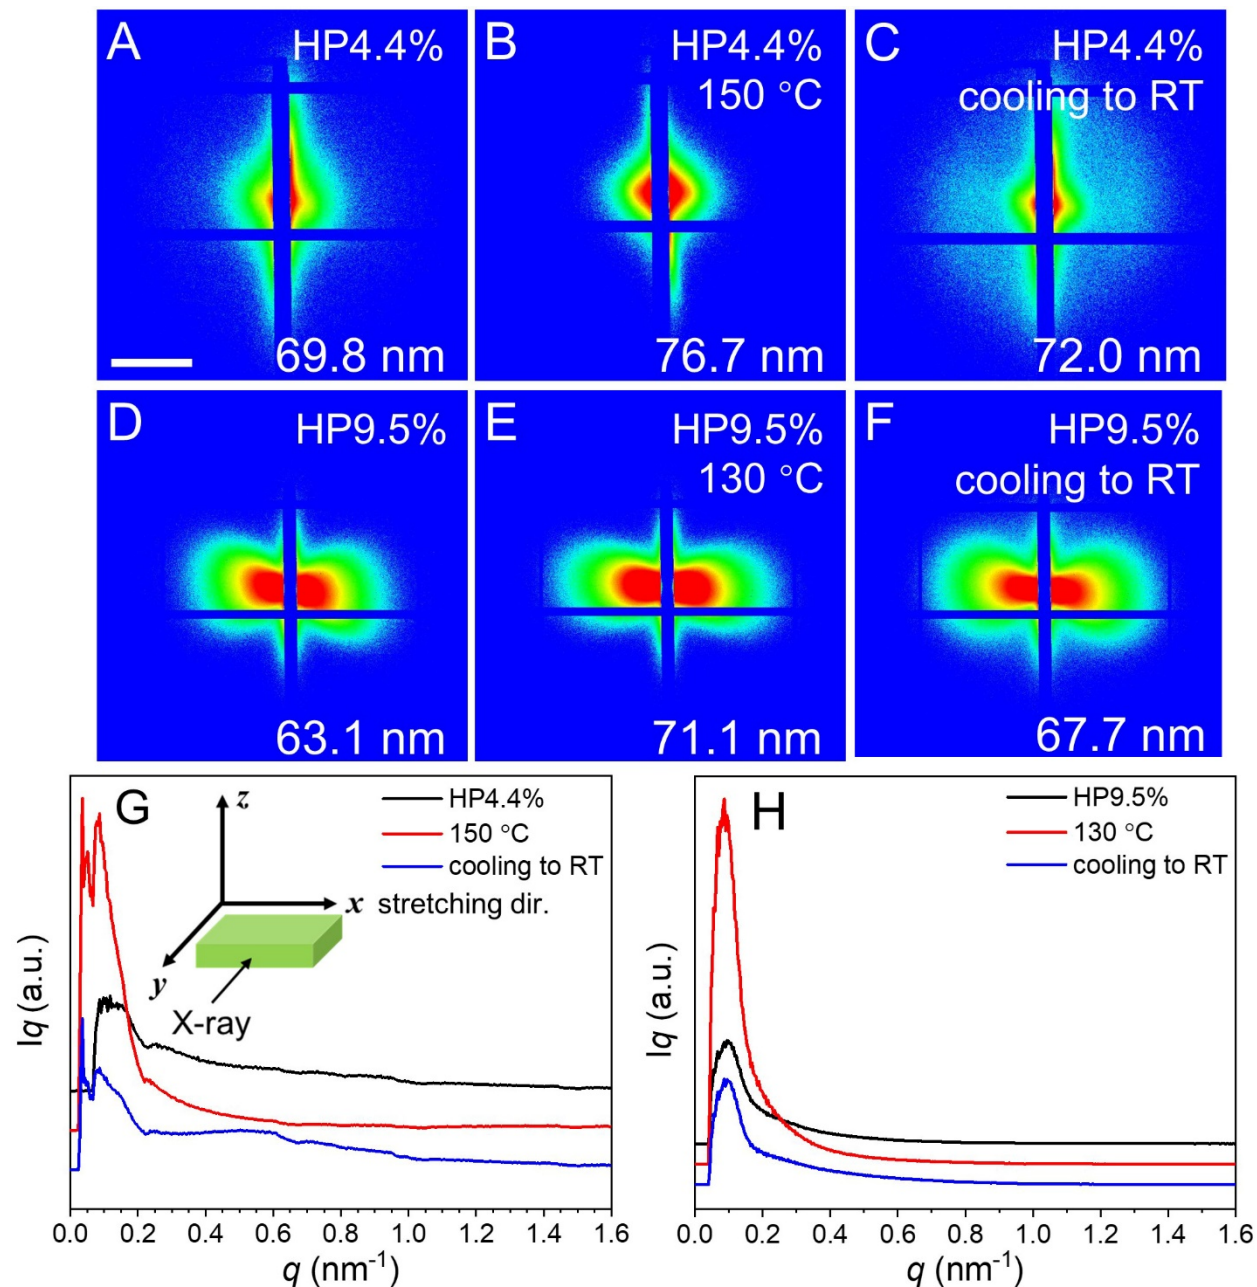 A
HP4.4%
69.8 nm
B
HP4.4%
150 °C
76.7 nm
C
HP4.4%
cooling to RT
72.0 nm
D
HP9.5%
63.1 nm
E
HP9.5%
130 °C
71.1 nm
F
HP9.5%
cooling to RT
67.7 nm
G
HP4.4%
150 °C
cooling to RT
z
x stretching dir.
y
X-ray
Iq (a.u.)
0.0 0.2 0.4 0.6 0.8 1.0 1.2 1.4 1.6
q (nm⁻¹)
H
HP9.5%
130 °C
cooling to RT
Iq (a.u.)
0.0 0.2 0.4 0.6 0.8 1.0 1.2 1.4 1.6
q (nm⁻¹)